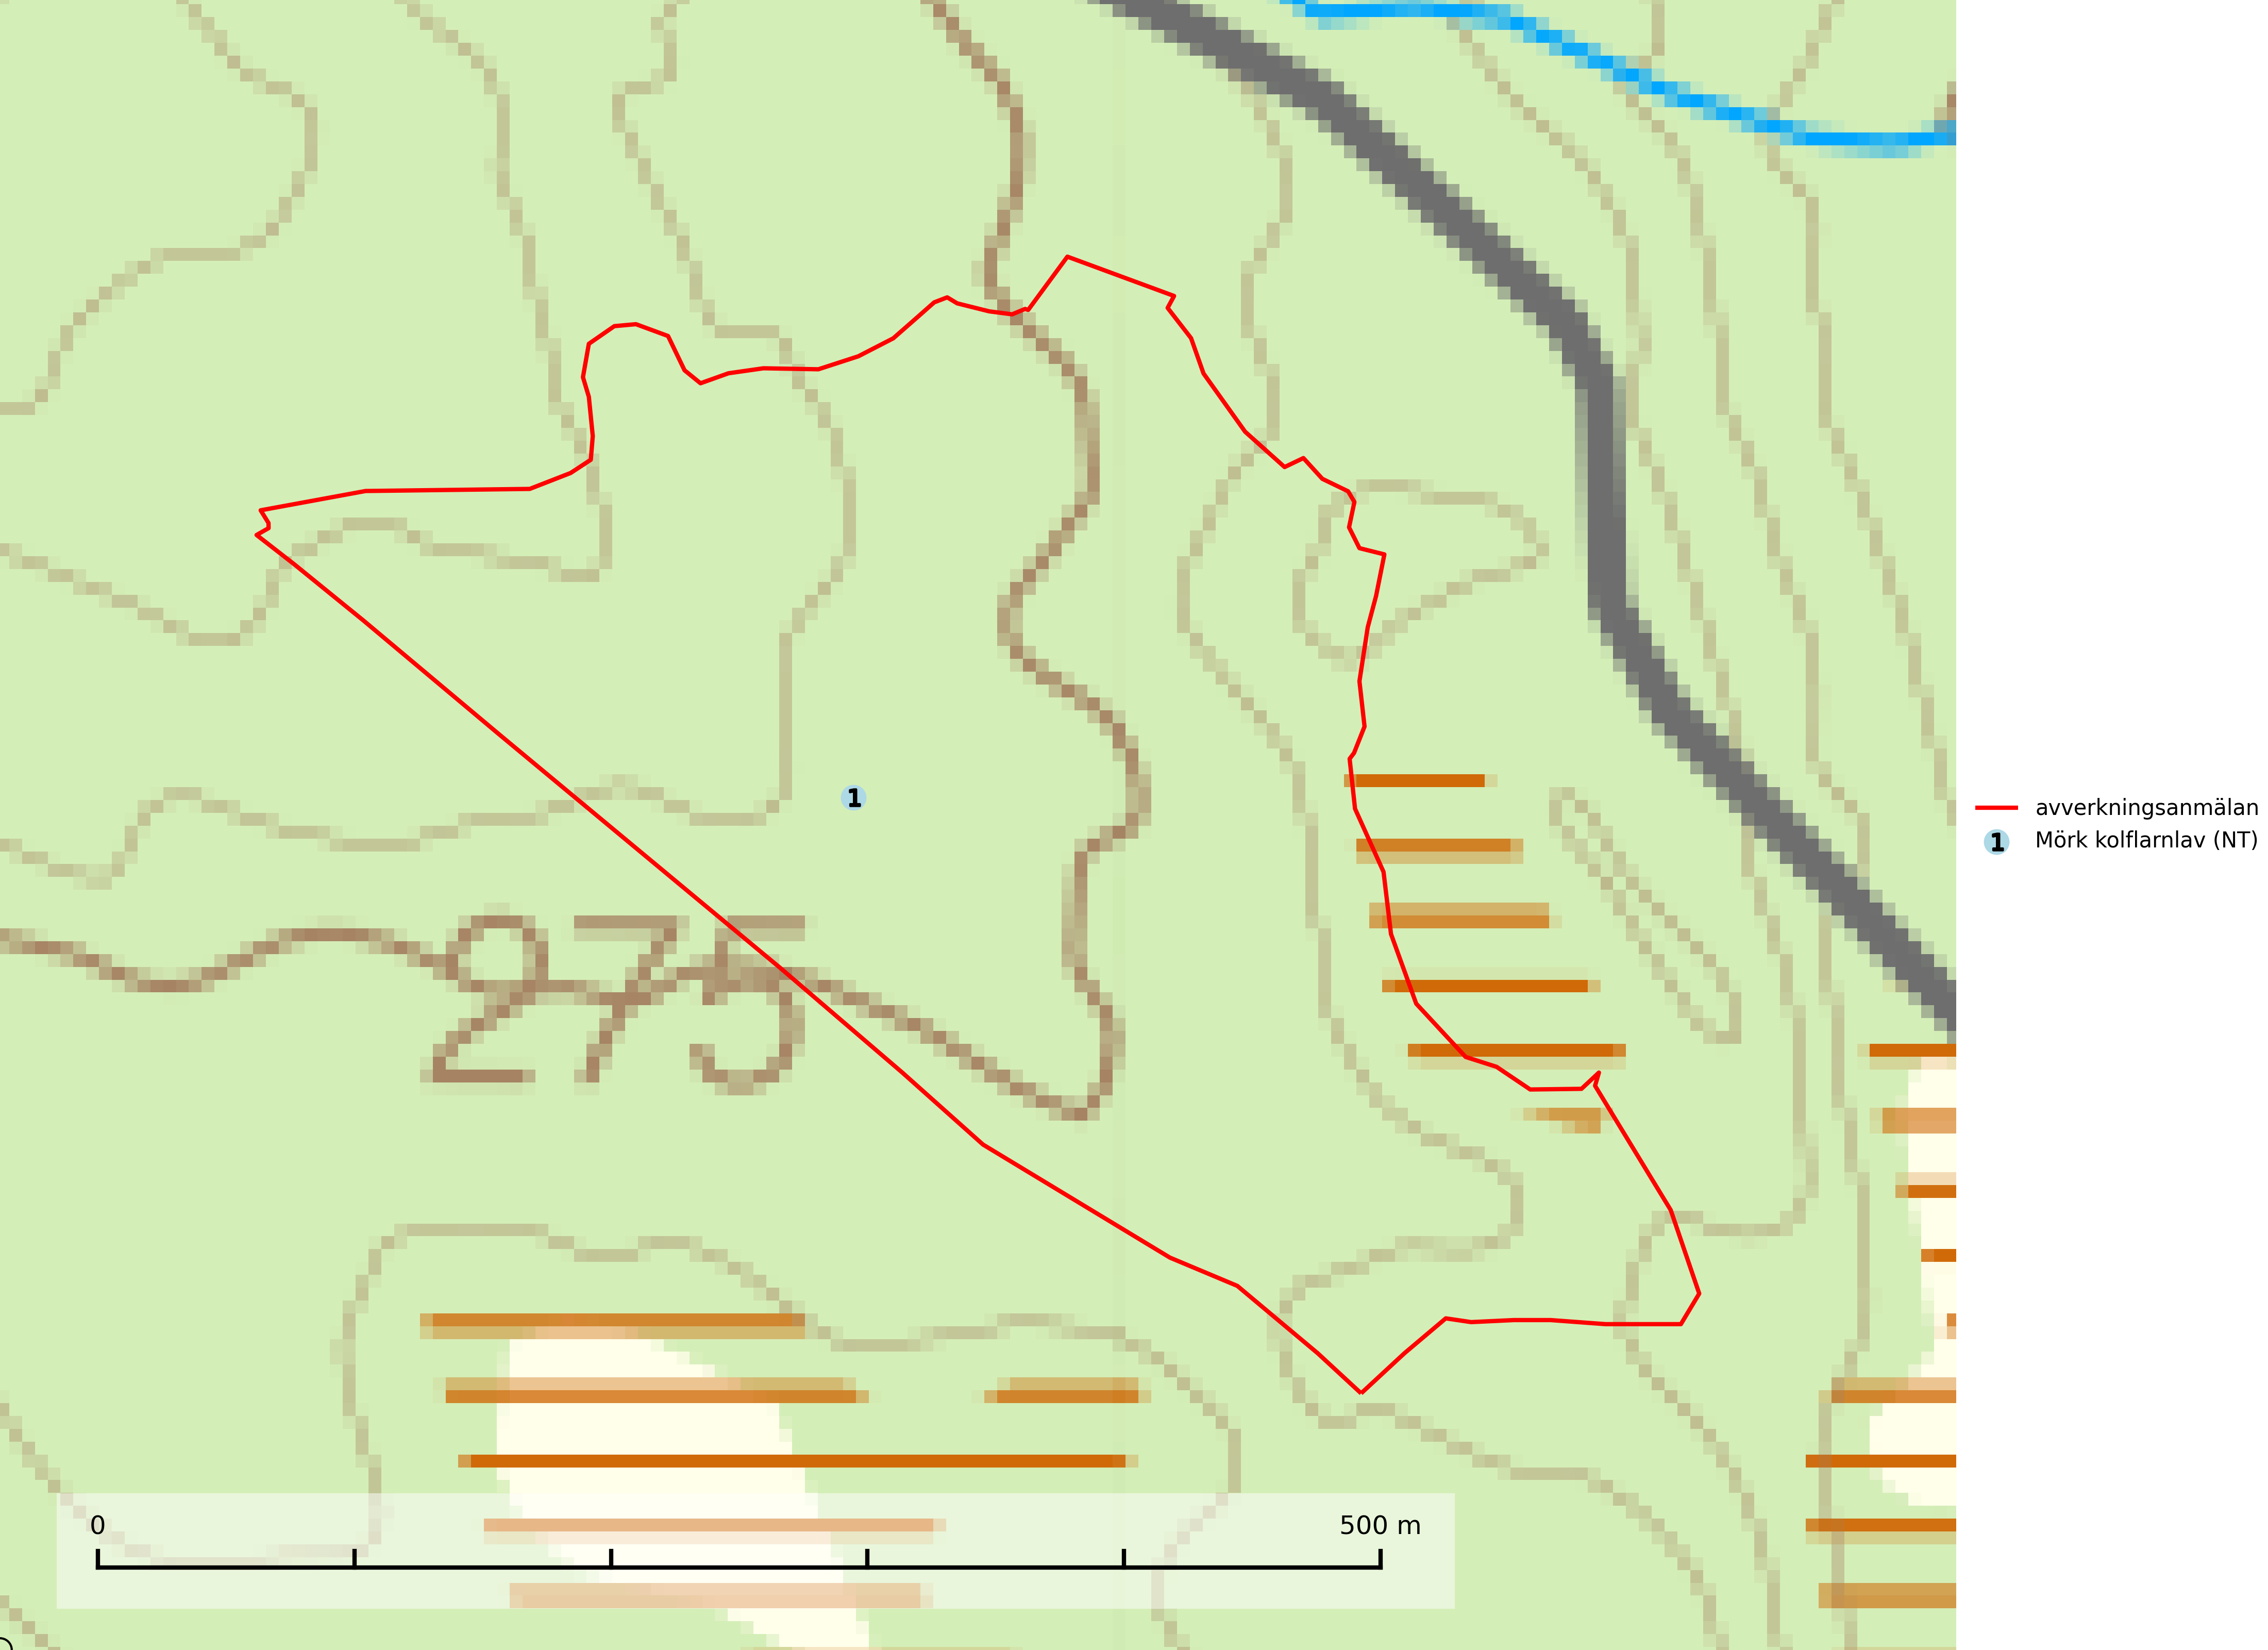 1
275
avverkningsanmälan
1 Mörk kolflarnlav (NT)
0 500 m